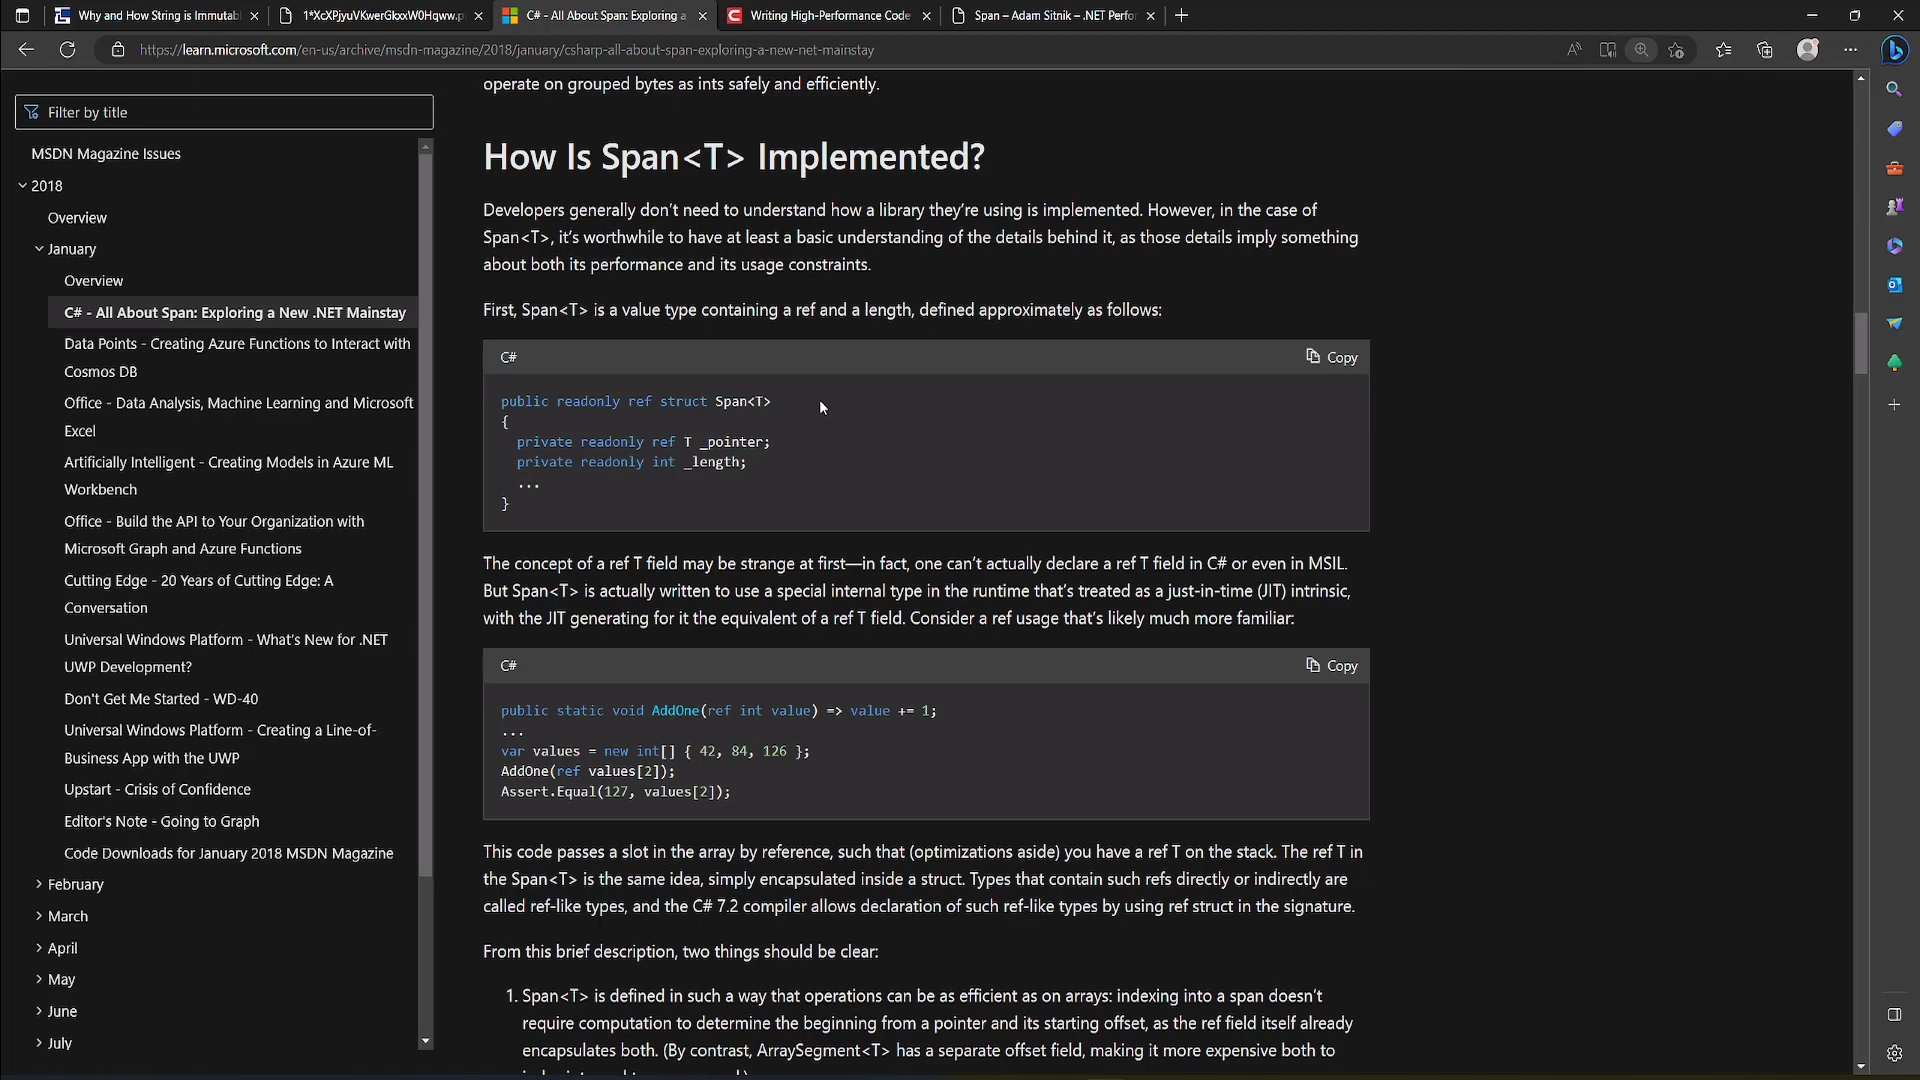 Why and How String is Immutabl
1*XcXPjyuVKwerGkxxW0Hqww.p
C# - All About Span: Exploring a
Writing High-Performance Code
Span – Adam Sitnik – .NET Perfo
https://learn.microsoft.com/en-us/archive/msdn-magazine/2018/january/csharp-all-about-span-exploring-a-new-net-mainstay
Filter by title
MSDN Magazine Issues
2018
Overview
January
Overview
C# - All About Span: Exploring a New .NET Mainstay
Data Points - Creating Azure Functions to Interact with
Cosmos DB
Office - Data Analysis, Machine Learning and Microsoft
Excel
Artificially Intelligent - Creating Models in Azure ML
Workbench
Office - Build the API to Your Organization with
Microsoft Graph and Azure Functions
Cutting Edge - 20 Years of Cutting Edge: A
Conversation
Universal Windows Platform - What's New for .NET
UWP Development?
Don't Get Me Started - WD-40
Universal Windows Platform - Creating a Line-of-
Business App with the UWP
Upstart - Crisis of Confidence
Editor's Note - Going to Graph
Code Downloads for January 2018 MSDN Magazine
February
March
April
May
June
July
operate on grouped bytes as ints safely and efficiently.
How Is Span<T> Implemented?
Developers generally don't need to understand how a library they're using is implemented. However, in the case of
Span<T>, it's worthwhile to have at least a basic understanding of the details behind it, as those details imply something
about both its performance and its usage constraints.
First, Span<T> is a value type containing a ref and a length, defined approximately as follows:
C#
Copy
public readonly ref struct Span<T>
{
private readonly ref T _pointer;
private readonly int _length;
...
}
The concept of a ref T field may be strange at first—in fact, one can't actually declare a ref T field in C# or even in MSIL.
But Span<T> is actually written to use a special internal type in the runtime that's treated as a just-in-time (JIT) intrinsic,
with the JIT generating for it the equivalent of a ref T field. Consider a ref usage that's likely much more familiar:
C#
Copy
public static void AddOne(ref int value) => value += 1;
...
var values = new int[] { 42, 84, 126 };
AddOne(ref values[2]);
Assert.Equal(127, values[2]);
This code passes a slot in the array by reference, such that (optimizations aside) you have a ref T on the stack. The ref T in
the Span<T> is the same idea, simply encapsulated inside a struct. Types that contain such refs directly or indirectly are
called ref-like types, and the C# 7.2 compiler allows declaration of such ref-like types by using ref struct in the signature.
From this brief description, two things should be clear:
1. Span<T> is defined in such a way that operations can be as efficient as on arrays: indexing into a span doesn't
require computation to determine the beginning from a pointer and its starting offset, as the ref field itself already
encapsulates both. (By contrast, ArraySegment<T> has a separate offset field, making it more expensive both to